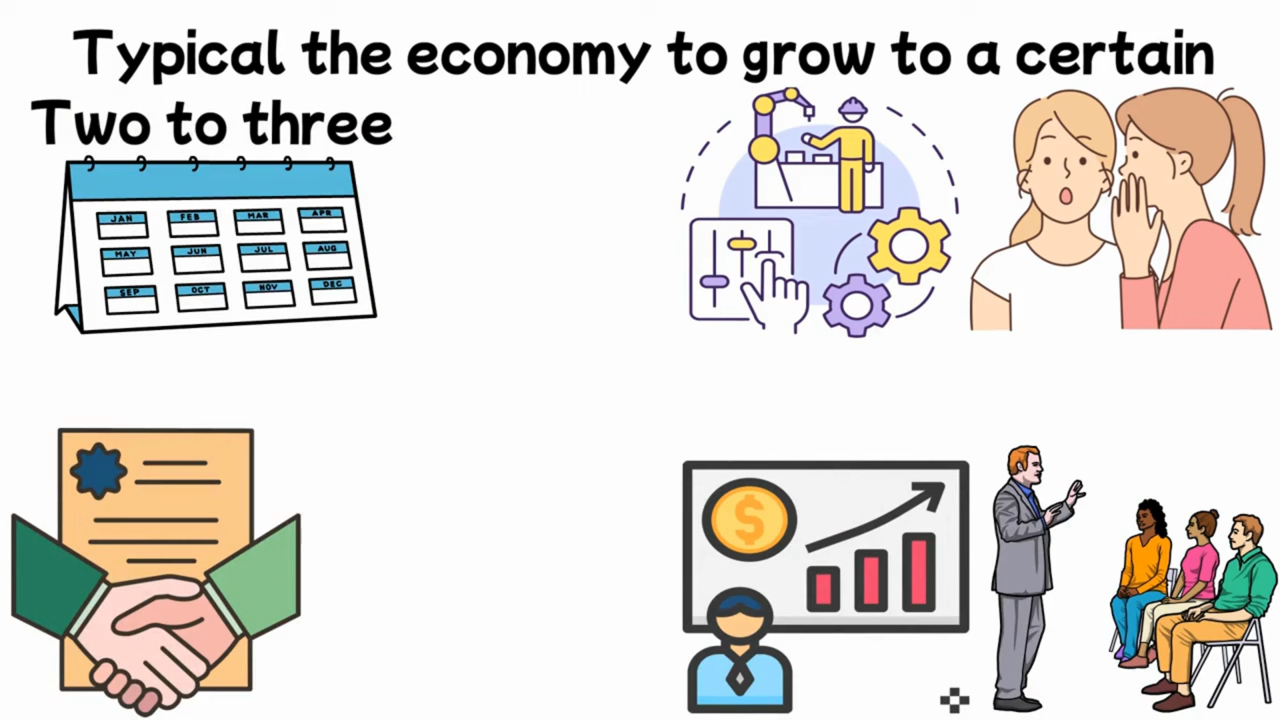 Typical the economy to grow to a certain
Two to three
JAN FEB MAR APR
MAY JUN JUL AUG
SEP OCT NOV DEC
$